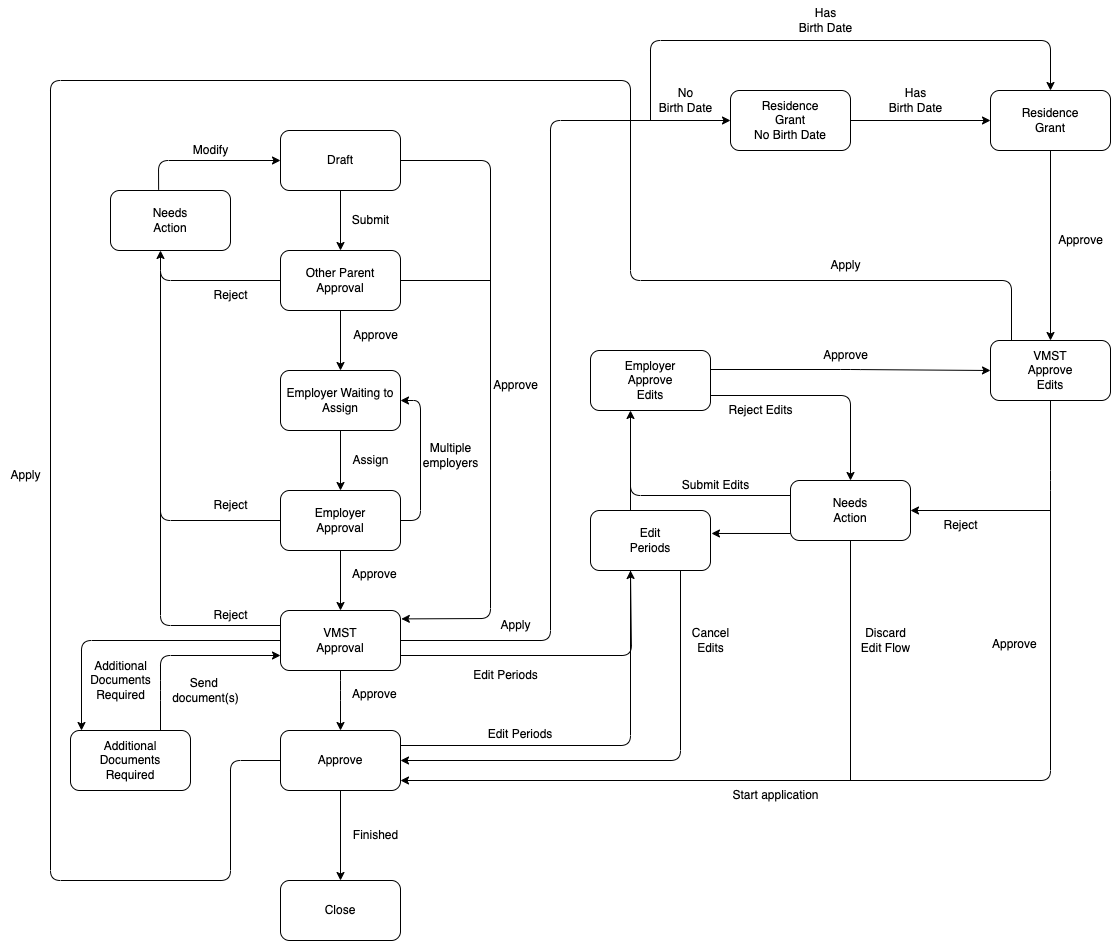 Has
Birth Date
No
Birth Date
Residence
Grant
No Birth Date
Has
Birth Date
Residence
Grant
Modify
Draft
Needs
Action
Submit
Other Parent
Approval
Reject
Approve
Apply
Approve
Employer Waiting to
Assign
Approve
Employer
Approve
Edits
Approve
VMST
Approve
Edits
Reject Edits
Assign
Multiple
employers
Apply
Submit Edits
Needs
Action
Reject
Employer
Approval
Reject
Edit
Periods
Approve
Reject
VMST
Approval
Apply
Cancel
Edits
Discard
Edit Flow
Approve
Additional
Documents
Required
Send
document(s)
Edit Periods
Approve
Edit Periods
Additional
Documents
Required
Approve
Start application
Finished
Close